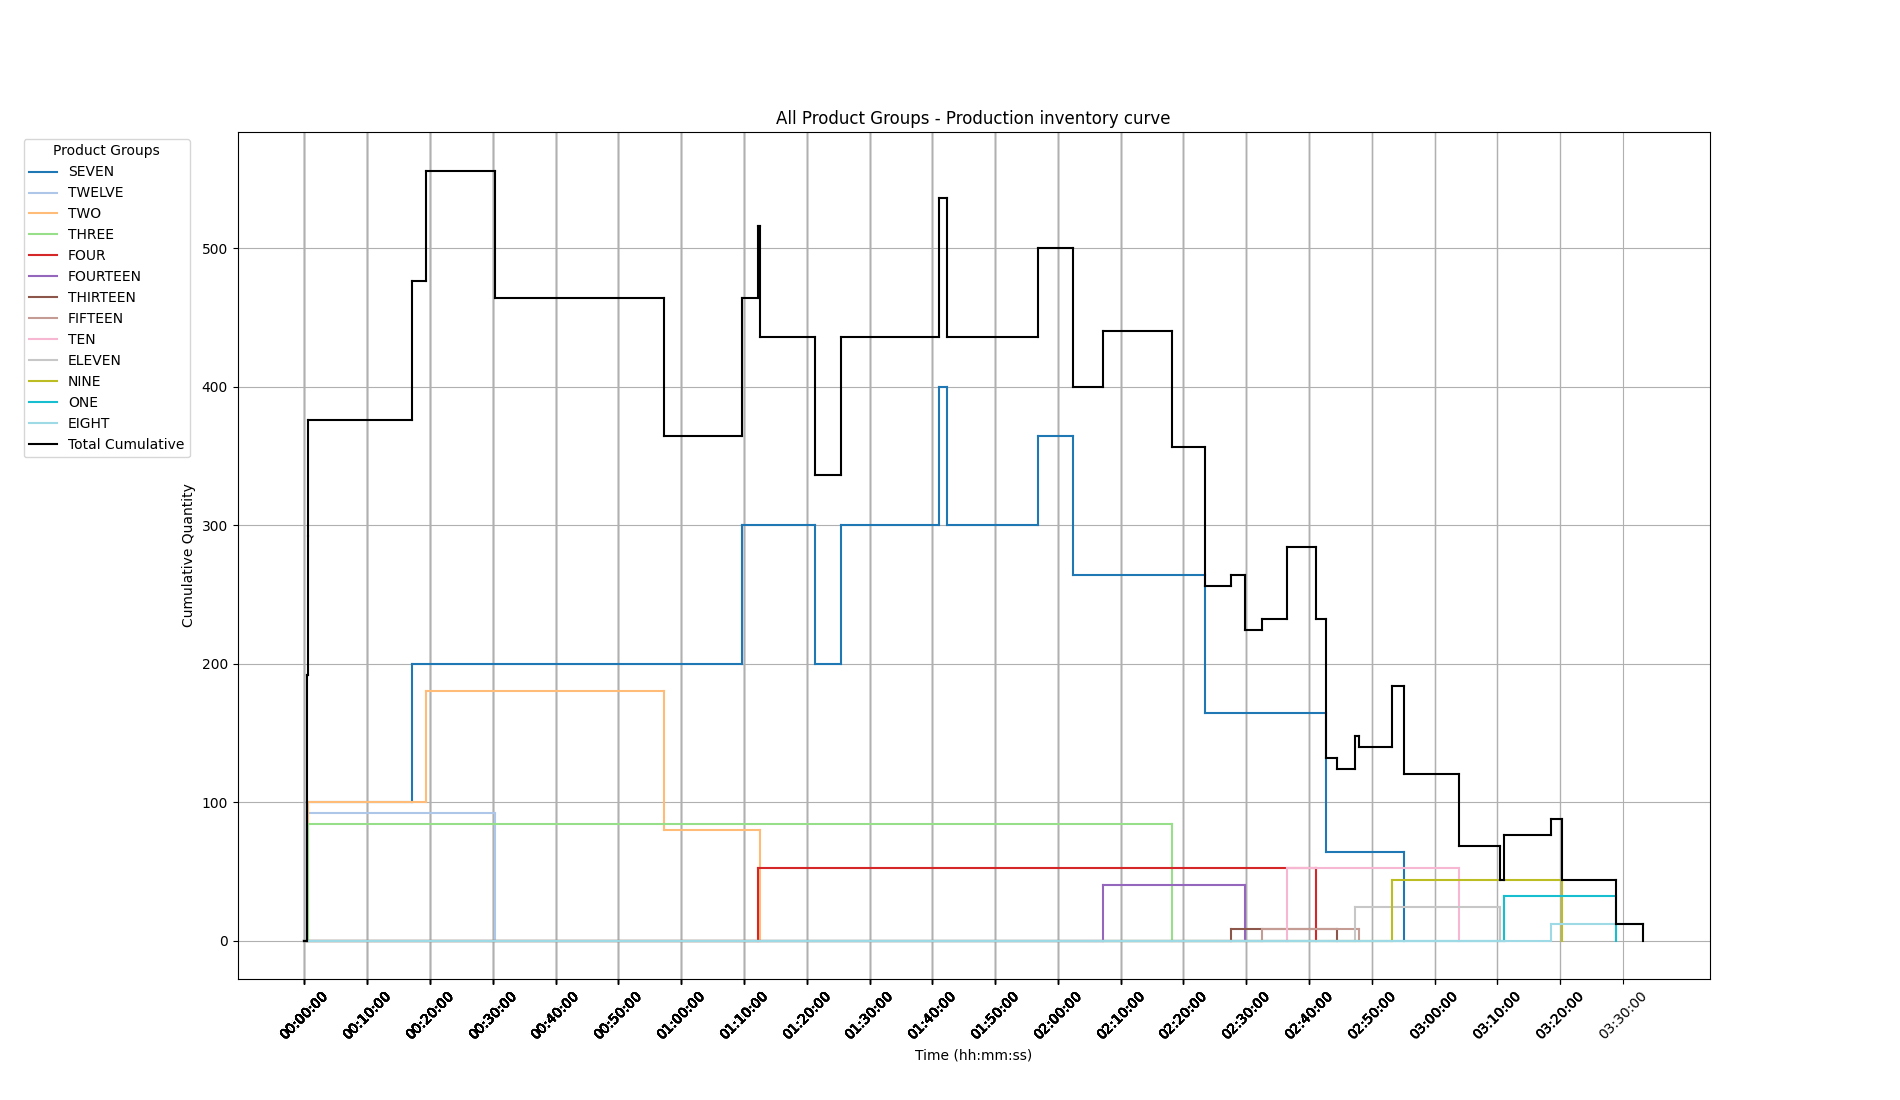 All Product Groups - Production inventory curve
Product Groups
SEVEN
TWELVE
TWO
THREE
FOUR
FOURTEEN
THIRTEEN
FIFTEEN
TEN
ELEVEN
NINE
ONE
EIGHT
Total Cumulative
Cumulative Quantity
500
400
300
200
100
0
00:00:00
00:10:00
00:20:00
00:30:00
00:40:00
00:50:00
01:00:00
01:10:00
01:20:00
01:30:00
01:40:00
01:50:00
02:00:00
02:10:00
02:20:00
02:30:00
02:40:00
02:50:00
03:00:00
03:10:00
03:20:00
03:30:00
Time (hh:mm:ss)